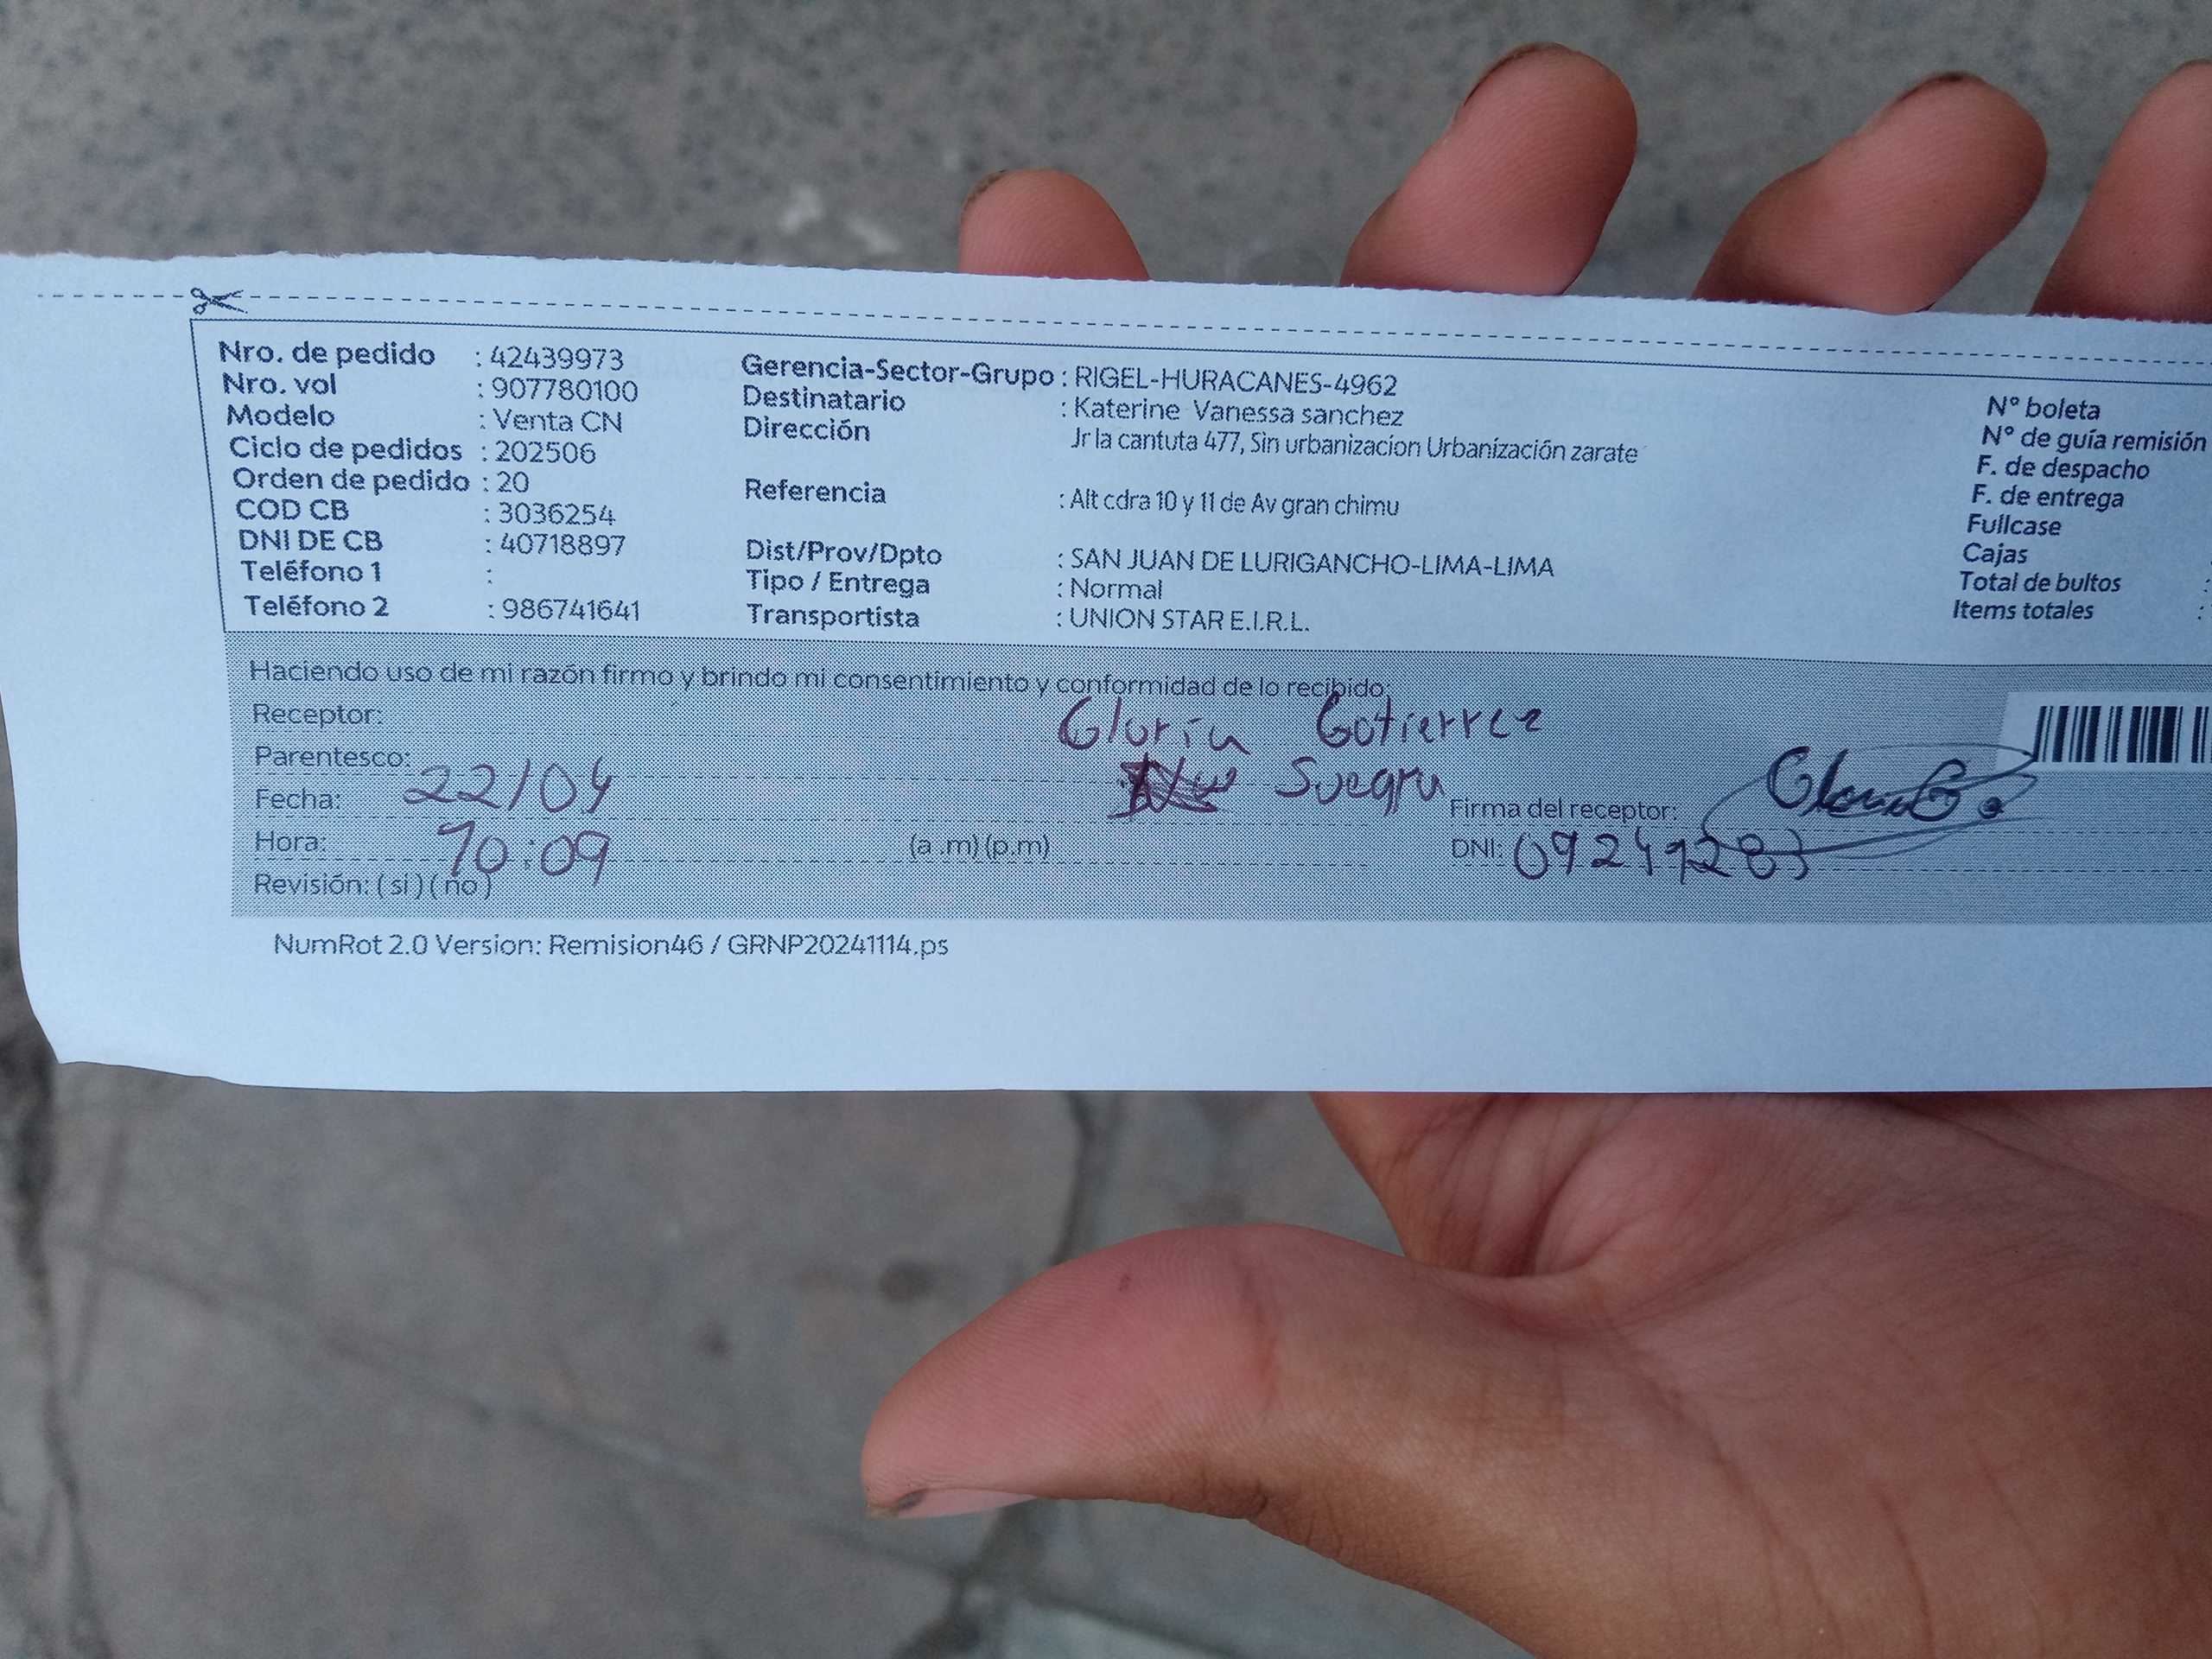 Nro. de pedido : 42439973
Nro. vol : 907780100
Modelo : Venta CN
Ciclo de pedidos : 202506
Orden de pedido : 20
COD CB : 3036254
DNI DE CB : 40718897
Teléfono 1 :
Teléfono 2 : 986741641
Gerencia-Sector-Grupo : RIGEL-HURACANES-4962
Destinatario : Katerine Vanessa sanchez
Dirección Jr la cantuta 477, Sin urbanizacion Urbanización zarate
Referencia : Alt cdra 10 y 11 de Av gran chimu
Dist/Prov/Dpto : SAN JUAN DE LURIGANCHO-LIMA-LIMA
Tipo / Entrega : Normal
Transportista : UNION STAR E.I.R.L.
N° boleta
N° de guía remisión
F. de despacho
F. de entrega
Fullcase
Cajas
Total de bultos :
Items totales :
Haciendo uso de mi razón firmo y brindo mi consentimiento y conformidad de lo recibido;
Receptor: Gloria Gutierrez
Parentesco: Suegra
Fecha: 22/04
Firma del receptor:
Hora: 10:09 (a .m) (p.m)
DNI: 09249283
Revisión: ( si ) ( no )
NumRot 2.0 Version: Remision46 / GRNP20241114.ps